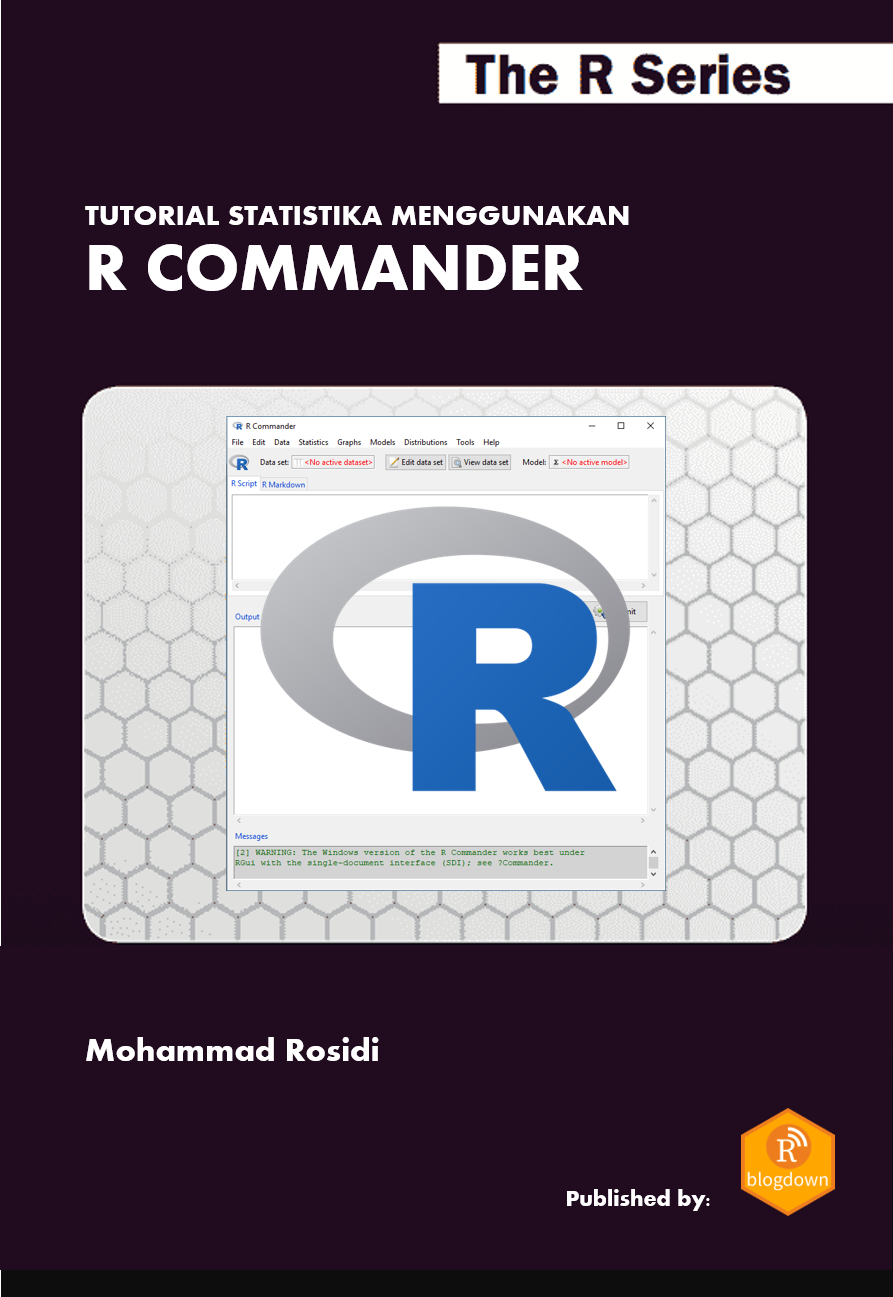 The R Series
TUTORIAL STATISTIKA MENGGUNAKAN
R COMMANDER
R Commander
File Edit Data Statistics Graphs Models Distributions Tools Help
R Data set: <No active dataset> Edit data set View data set Model: Σ <No active model>
R Script R Markdown
Output
R
Messages
[2] WARNING: The Windows version of the R Commander works best under
RGui with the single-document interface (SDI); see ?Commander.
Mohammad Rosidi
R
blogdown
Published by: